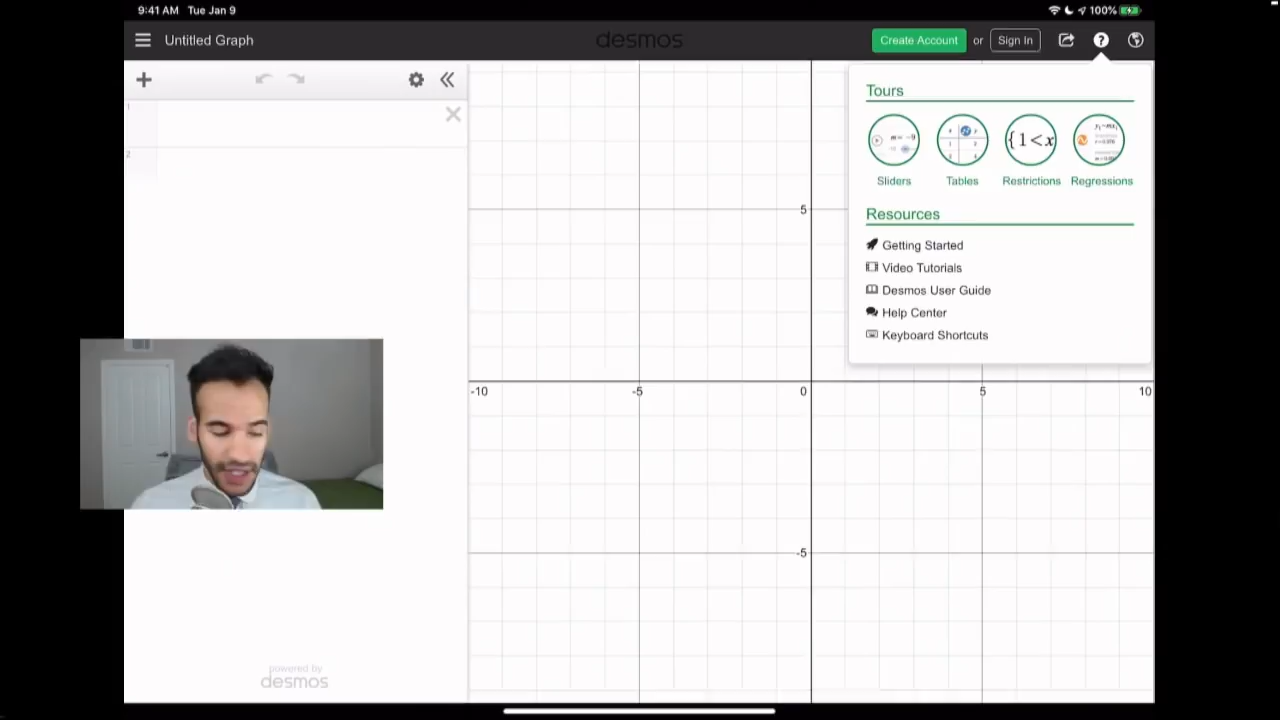 9:41 AM Tue Jan 9
100%
Untitled Graph
desmos
Create Account or Sign In
Tours
m = -9
{ 1 < x
Sliders Tables Restrictions Regressions
Resources
Getting Started
Video Tutorials
Desmos User Guide
Help Center
Keyboard Shortcuts
1
2
5
-10 -5 0 5 10
-5
powered by
desmos